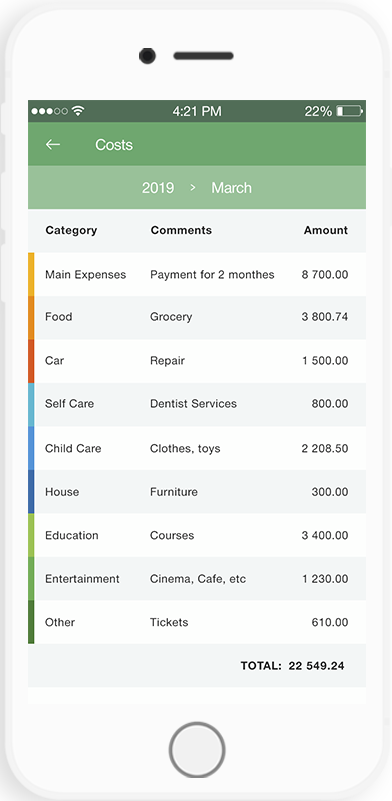 4:21 PM 22%
Costs
2019 > March
Category Comments Amount
Main Expenses Payment for 2 monthes 8 700.00
Food Grocery 3 800.74
Car Repair 1 500.00
Self Care Dentist Services 800.00
Child Care Clothes, toys 2 208.50
House Furniture 300.00
Education Courses 3 400.00
Entertainment Cinema, Cafe, etc 1 230.00
Other Tickets 610.00
TOTAL: 22 549.24